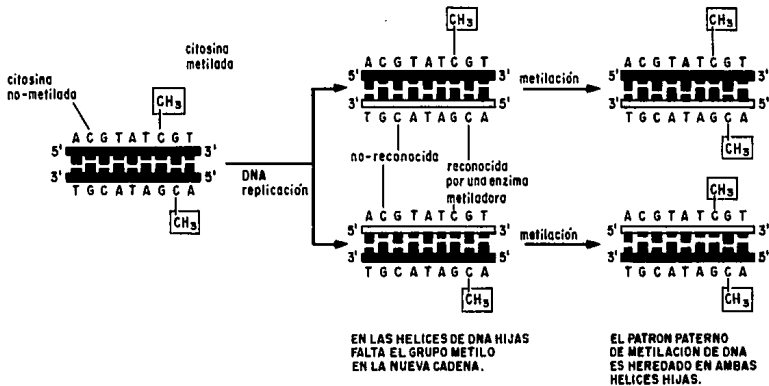 citosina
no-metilada
citosina
metilada
CH3
A C G T A T C G T
5' 3'
3' 5'
T G C A T A G C A
CH3
DNA
replicación
CH3
A C G T A T C G T
5' 3'
3' 5'
T G C A T A G C A
no-reconocida
reconocida
por una enzima
metiladora
A C G T A T C G T
5' 3'
3' 5'
T G C A T A G C A
CH3
metilación
metilación
CH3
A C G T A T C G T
5' 3'
3' 5'
T G C A T A G C A
CH3
CH3
A C G T A T C G T
5' 3'
3' 5'
T G C A T A G C A
CH3
EN LAS HELICES DE DNA HIJAS
FALTA EL GRUPO METILO
EN LA NUEVA CADENA.
EL PATRON PATERNO
DE METILACION DE DNA
ES HEREDADO EN AMBAS
HELICES HIJAS.